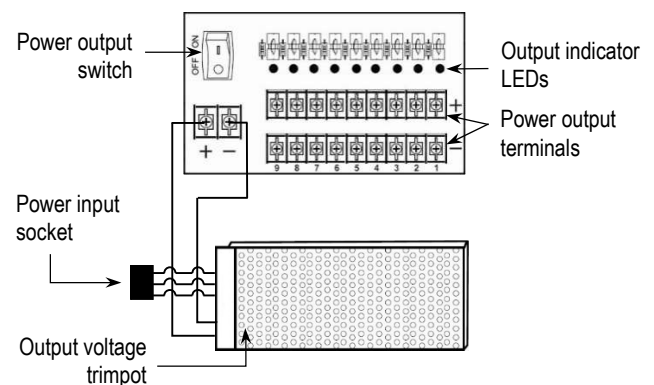 Power output
switch
ON
OFF
Output indicator
LEDs
+
Power output
terminals
−
+ −
9 8 7 6 5 4 3 2 1
Power input
socket
Output voltage
trimpot